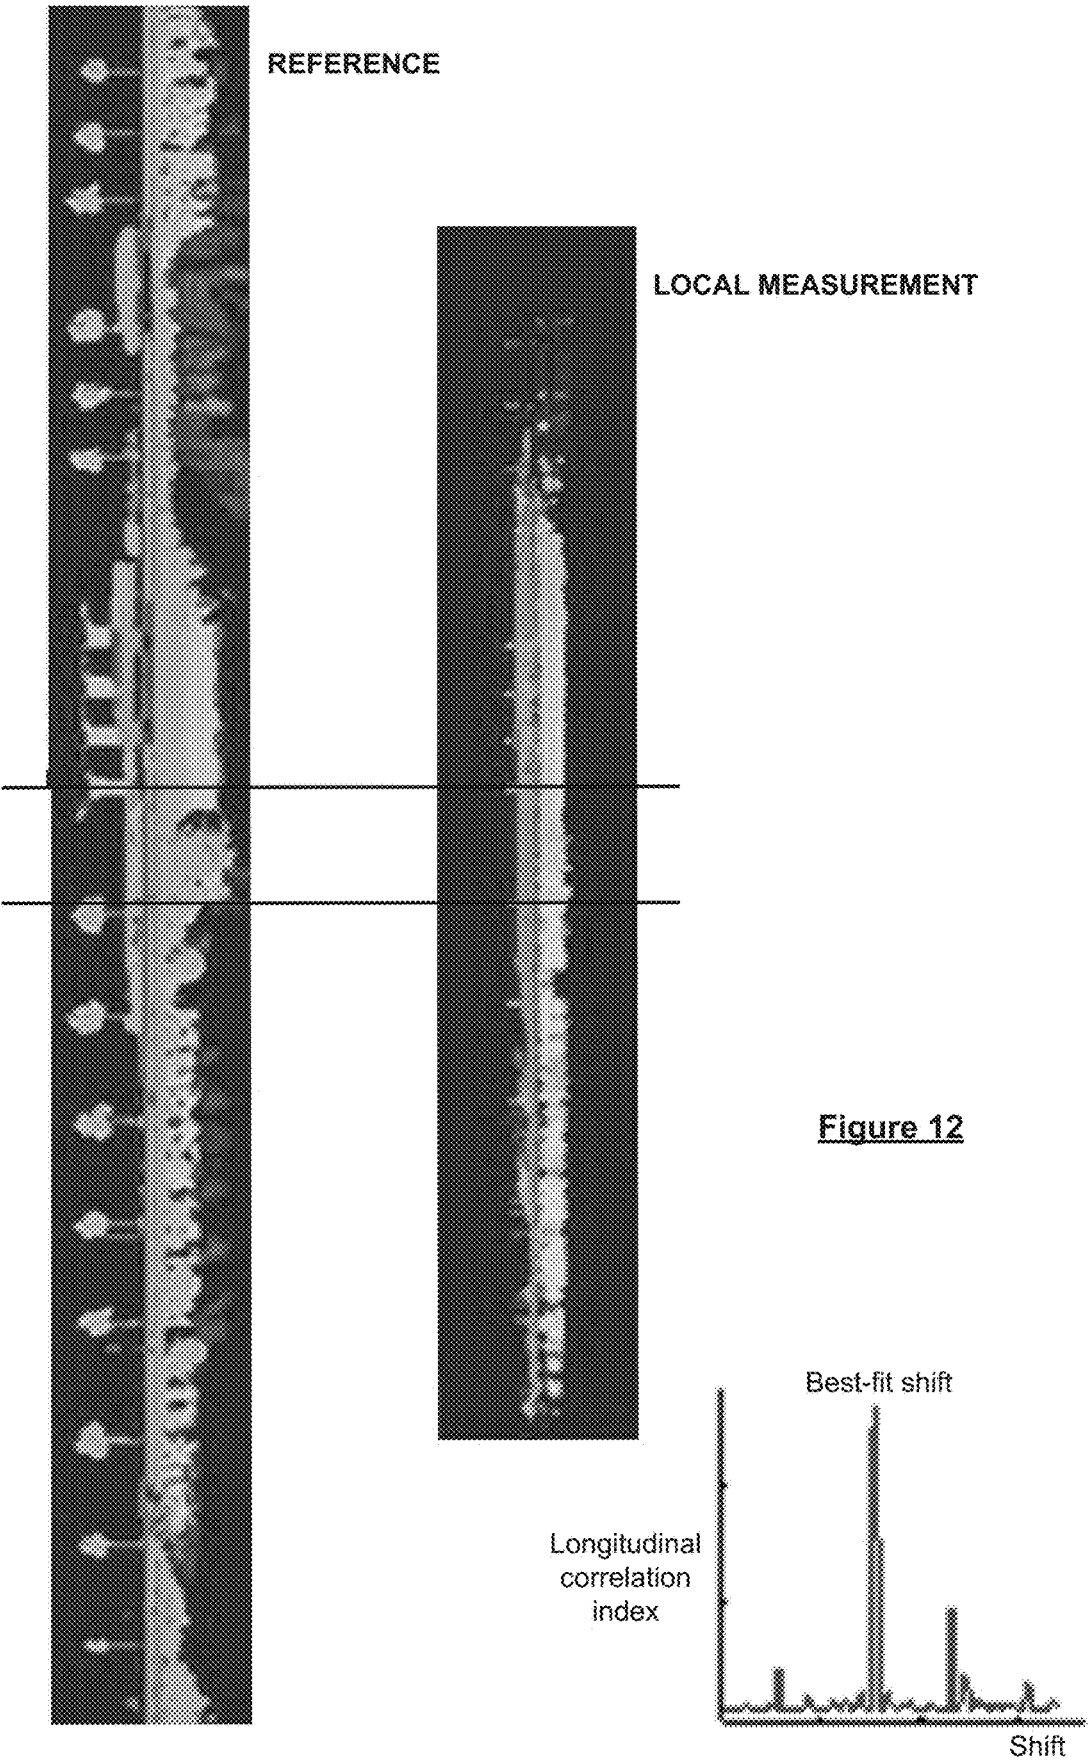 REFERENCE
LOCAL MEASUREMENT
Figure 12
Best-fit shift
Longitudinal
correlation
index
Shift